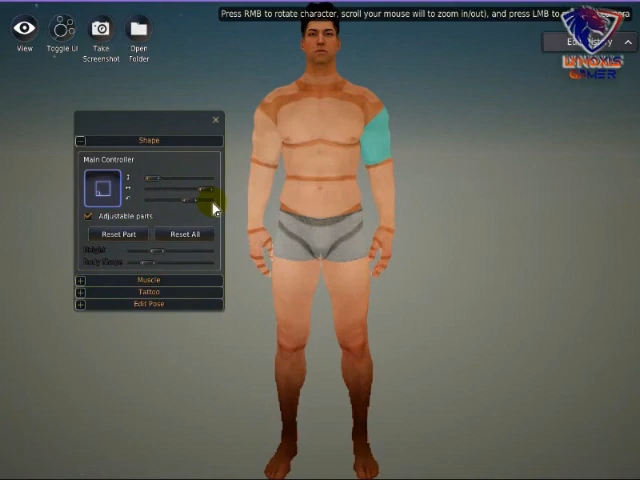 Press RMB to rotate character, scroll your mouse will to zoom in/out), and press LMB to
View
Toggle UI
Take
Screenshot
Open
Folder
Shape
Main Controller
Adjustable parts
Reset Part
Reset All
Height
Body Shape
Muscle
Tattoo
Edit Pose
GAMER